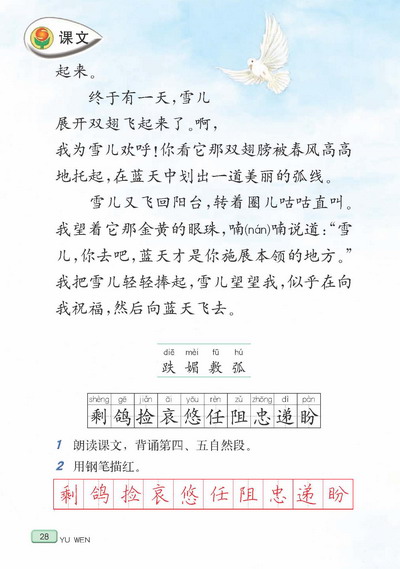 课文
起来。
终于有一天，雪儿
展开双翅飞起来了。啊，
我为雪儿欢呼！你看它那双翅膀被春风高高
地托起，在蓝天中划出一道美丽的弧线。
雪儿又飞回阳台，转着圈儿咕咕直叫。
我望着它那金黄的眼珠，喃(nán)喃说道：“雪
儿，你去吧，蓝天才是你施展本领的地方。”
我把雪儿轻轻捧起，雪儿望望我，似乎在向
我祝福，然后向蓝天飞去。
diē mèi fū hú
跌 媚 敷 弧
shèng gē jiǎn āi yōu rèn zǔ zhōng dì pàn
剩 鸽 捡 哀 悠 任 阻 忠 递 盼
1 朗读课文，背诵第四、五自然段。
2 用钢笔描红。
剩 鸽 捡 哀 悠 任 阻 忠 递 盼
28 YU WEN